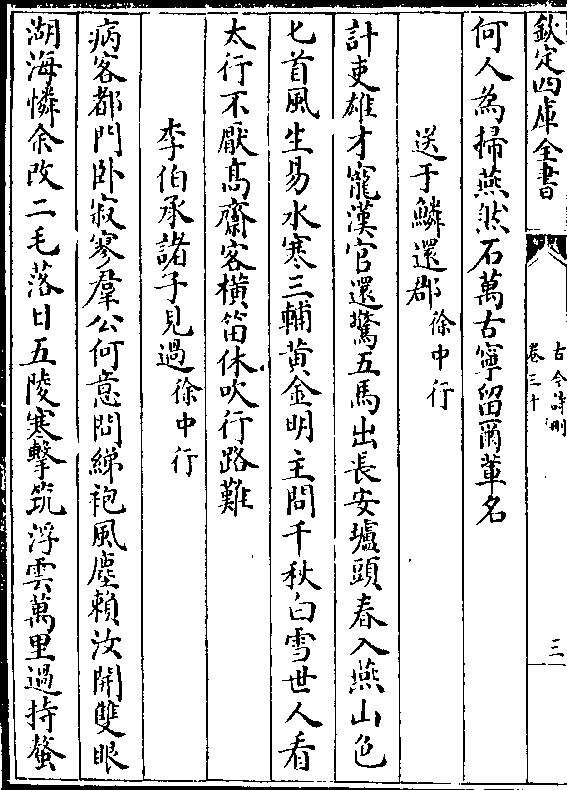 欽定四庫全書
古今詩刪
卷三十
三
何人為掃燕然石萬古寧留爾輩名
送于鱗還郡徐中行
計吏雄才寵漢官還驚五馬出長安壚頭春入燕山色
匕首風生易水寒三輔黄金明主問千秋白雪世人看
太行不厭髙齋客橫笛休吹行路難
李伯承諸子見過徐中行
病客都門卧寂寥羣公何意問綈袍風塵賴汝開雙眼
湖海憐余改二毛落日五陵寒擊筑浮雲萬里過持螯